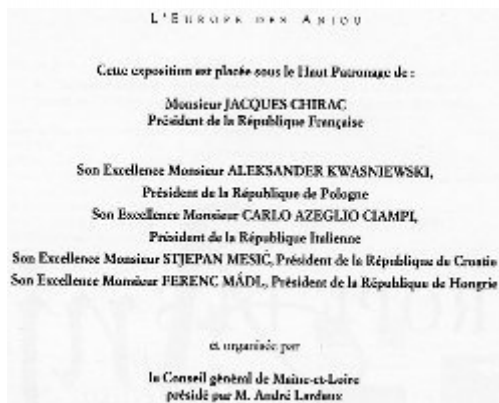 L'EUROPE DES ANJOU
Cette exposition est placée sous le Haut Patronage de :
Monsieur JACQUES CHIRAC
Président de la République Française
Son Excellence Monsieur ALEKSANDER KWASNIEWSKI,
Président de la République de Pologne
Son Excellence Monsieur CARLO AZEGLIO CIAMPI,
Président de la République Italienne
Son Excellence Monsieur STJEPAN MESIĆ, Président de la République de Croatie
Son Excellence Monsieur FERENC MÁDL, Président de la République de Hongrie
et organisée par
le Conseil général de Maine-et-Loire
présidé par M. André Lardeux